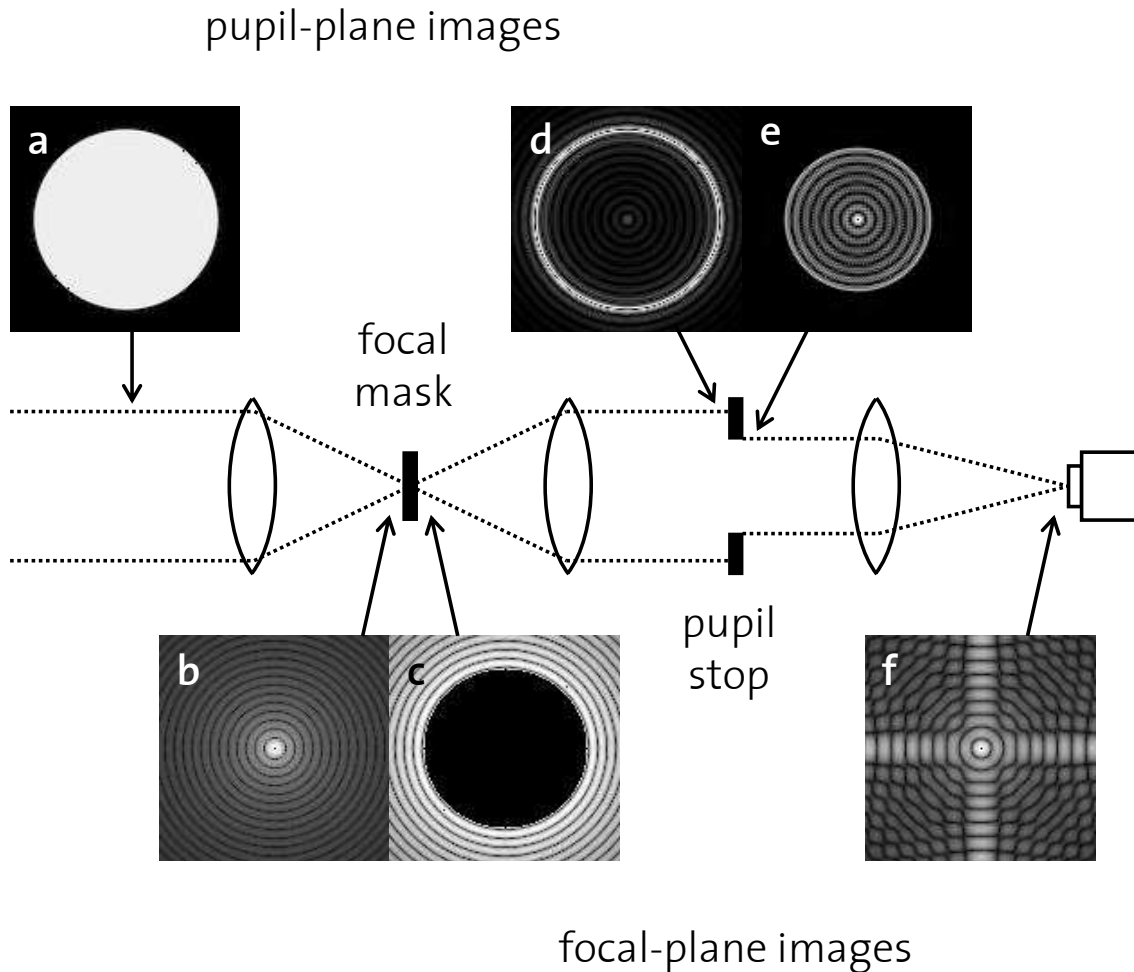 pupil-plane images
a
d
e
focal
mask
pupil
stop
b
c
f
focal-plane images